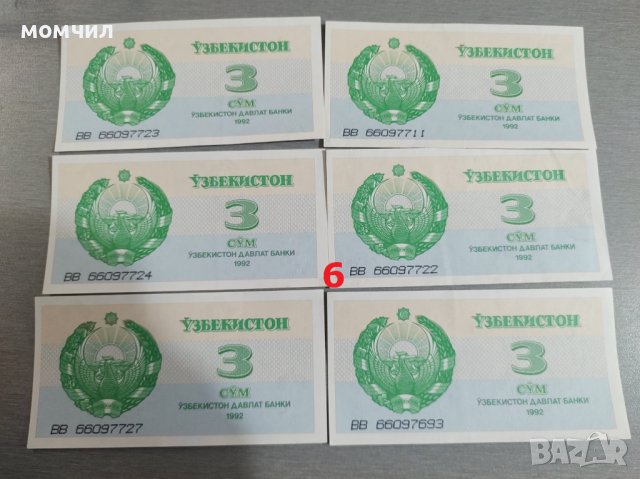 МОМЧИЛ
ЎЗБЕКИСТОН
3
СЎМ
ЎЗБЕКИСТОН ДАВЛАТ БАНКИ
1992
ВВ 66097723
ЎЗБЕКИСТОН
3
СЎМ
ЎЗБЕКИСТОН ДАВЛАТ БАНКИ
1992
ВВ 66097711
ЎЗБЕКИСТОН
3
СЎМ
ЎЗБЕКИСТОН ДАВЛАТ БАНКИ
1992
ВВ 66097724
ЎЗБЕКИСТОН
3
СЎМ
ЎЗБЕКИСТОН ДАВЛАТ БАНКИ
1992
ВВ 66097722
6
ЎЗБЕКИСТОН
3
СЎМ
ЎЗБЕКИСТОН ДАВЛАТ БАНКИ
1992
ВВ 66097727
ЎЗБЕКИСТОН
3
СЎМ
ЎЗБЕКИСТОН ДАВЛАТ БАНКИ
1992
ВВ 66097693
BAZAR